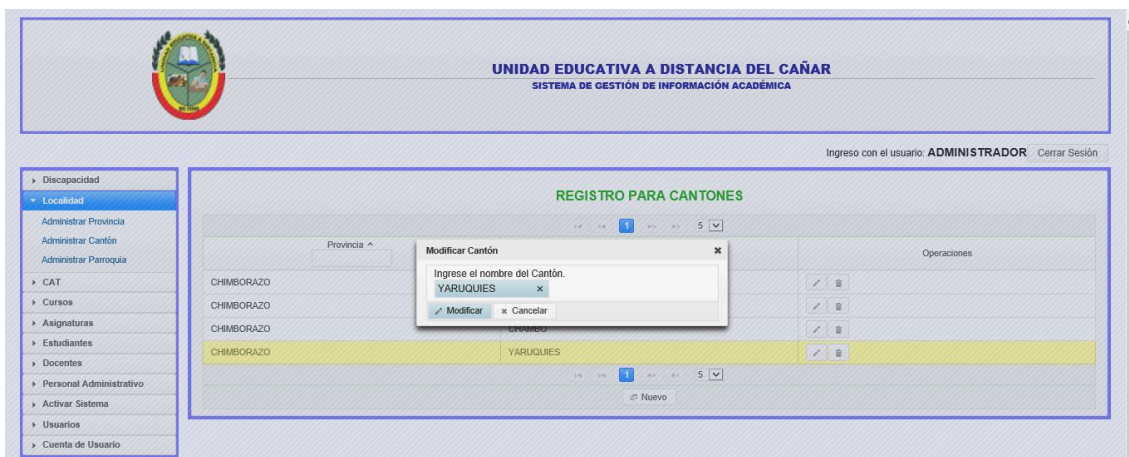 UNIDAD EDUCATIVA A DISTANCIA DEL CAÑAR
SISTEMA DE GESTIÓN DE INFORMACIÓN ACADÉMICA
Ingreso con el usuario: ADMINISTRADOR Cerrar Sesión
Discapacidad
Localidad
Administrar Provincia
Administrar Cantón
Administrar Parroquia
CAT
Cursos
Asignaturas
Estudiantes
Docentes
Personal Administrativo
Activar Sistema
Usuarios
Cuenta de Usuario
REGISTRO PARA CANTONES
1 5
Provincia Operaciones
Modificar Cantón
Ingrese el nombre del Cantón.
YARUQUIES
Modificar Cancelar
CHIMBORAZO
CHIMBORAZO
CHIMBORAZO CHAMBO
CHIMBORAZO YARUQUIES
1 5
Nuevo